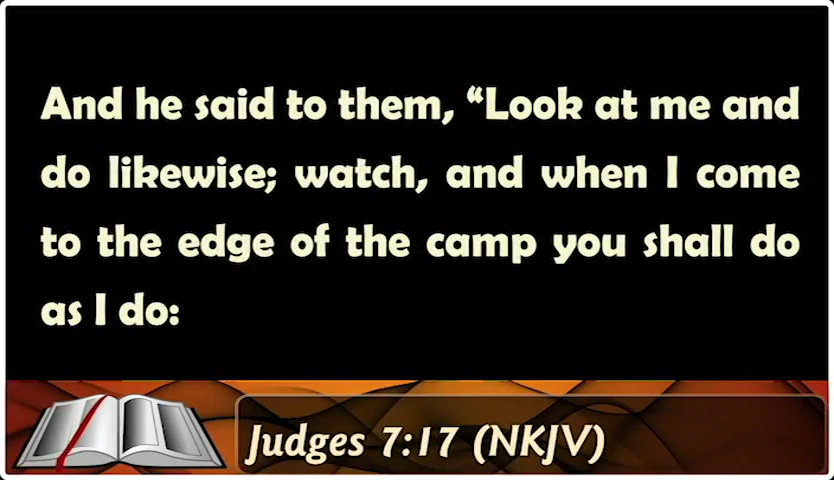 And he said to them, “Look at me and
do likewise; watch, and when I come
to the edge of the camp you shall do
as I do:
Judges 7:17 (NKJV)